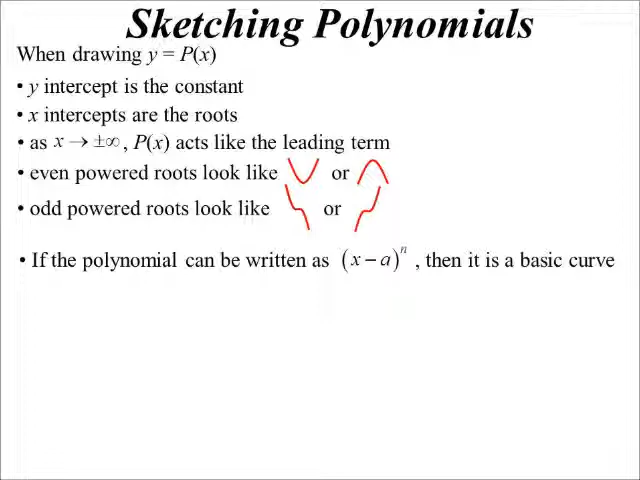 Sketching Polynomials
When drawing y = P(x)
• y intercept is the constant
• x intercepts are the roots
• as x → ±∞, P(x) acts like the leading term
• even powered roots look like or
• odd powered roots look like or
• If the polynomial can be written as (x − a)ⁿ, then it is a basic curve